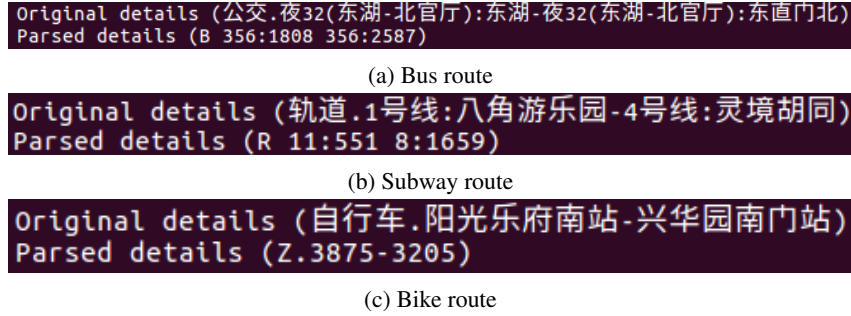 Original details (公交.夜32(东湖-北官厅):东湖-夜32(东湖-北官厅):东直门北)
Parsed details (B 356:1808 356:2587)
(a) Bus route
Original details (轨道.1号线:八角游乐园-4号线:灵境胡同)
Parsed details (R 11:551 8:1659)
(b) Subway route
Original details (自行车.阳光乐府南站-兴华园南门站)
Parsed details (Z.3875-3205)
(c) Bike route